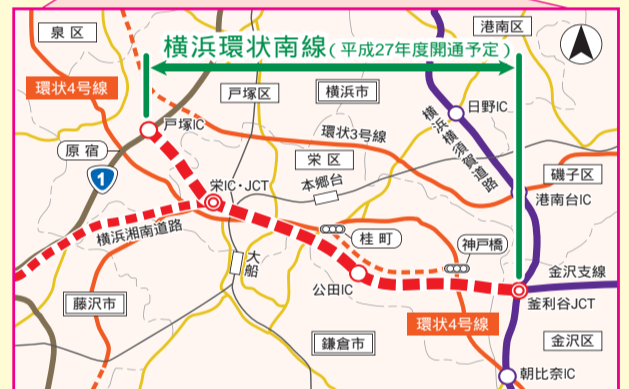 泉区
港南区
横浜環状南線(平成27年度開通予定)
環状4号線
戸塚区
横浜市
日野IC
戸塚IC
環状3号線
横浜横須賀道路
原宿
栄区
磯子区
1
本郷台
栄IC・JCT
港南台IC
横浜湘南道路
桂町
神戸橋
大船
金沢支線
公田IC
釜利谷JCT
藤沢市
環状4号線
鎌倉市
金沢区
朝比奈IC